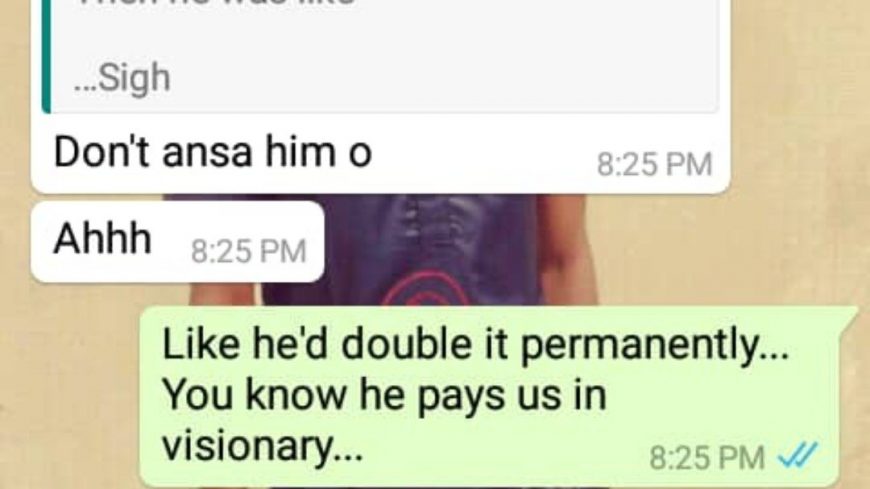 ...Sigh
Don't ansa him o
8:25 PM
Ahhh
8:25 PM
Like he'd double it permanently...
You know he pays us in
visionary...
8:25 PM